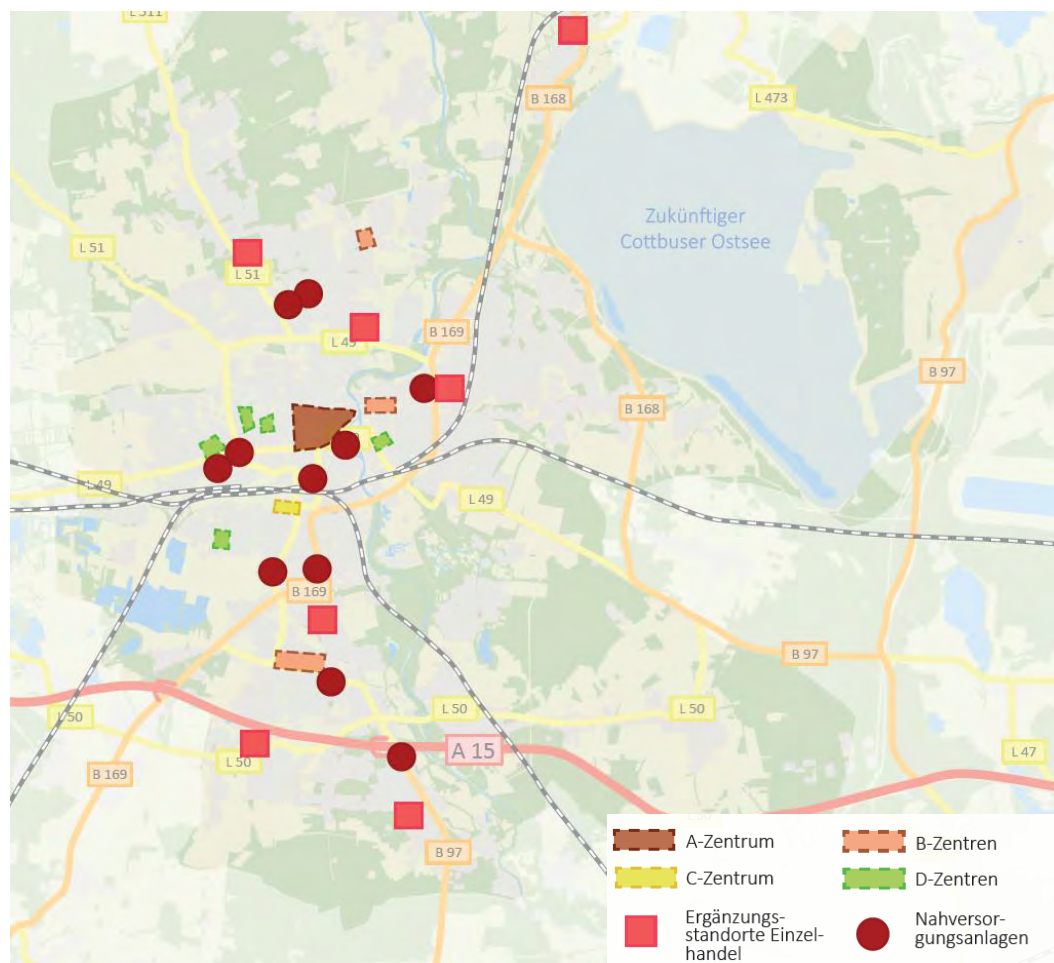 L 511
B 168
L 473
Zukünftiger
Cottbuser Ostsee
L 51
L 51
B 169
L 49
B 97
B 168
L 49
L 49
B 169
B 97
L 50
L 50
L 50
L 50
A 15
L 47
B 169
B 97
A-Zentrum
B-Zentren
C-Zentrum
D-Zentren
Ergänzungs-
standorte Einzel-
handel
Nahversor-
gungsanlagen